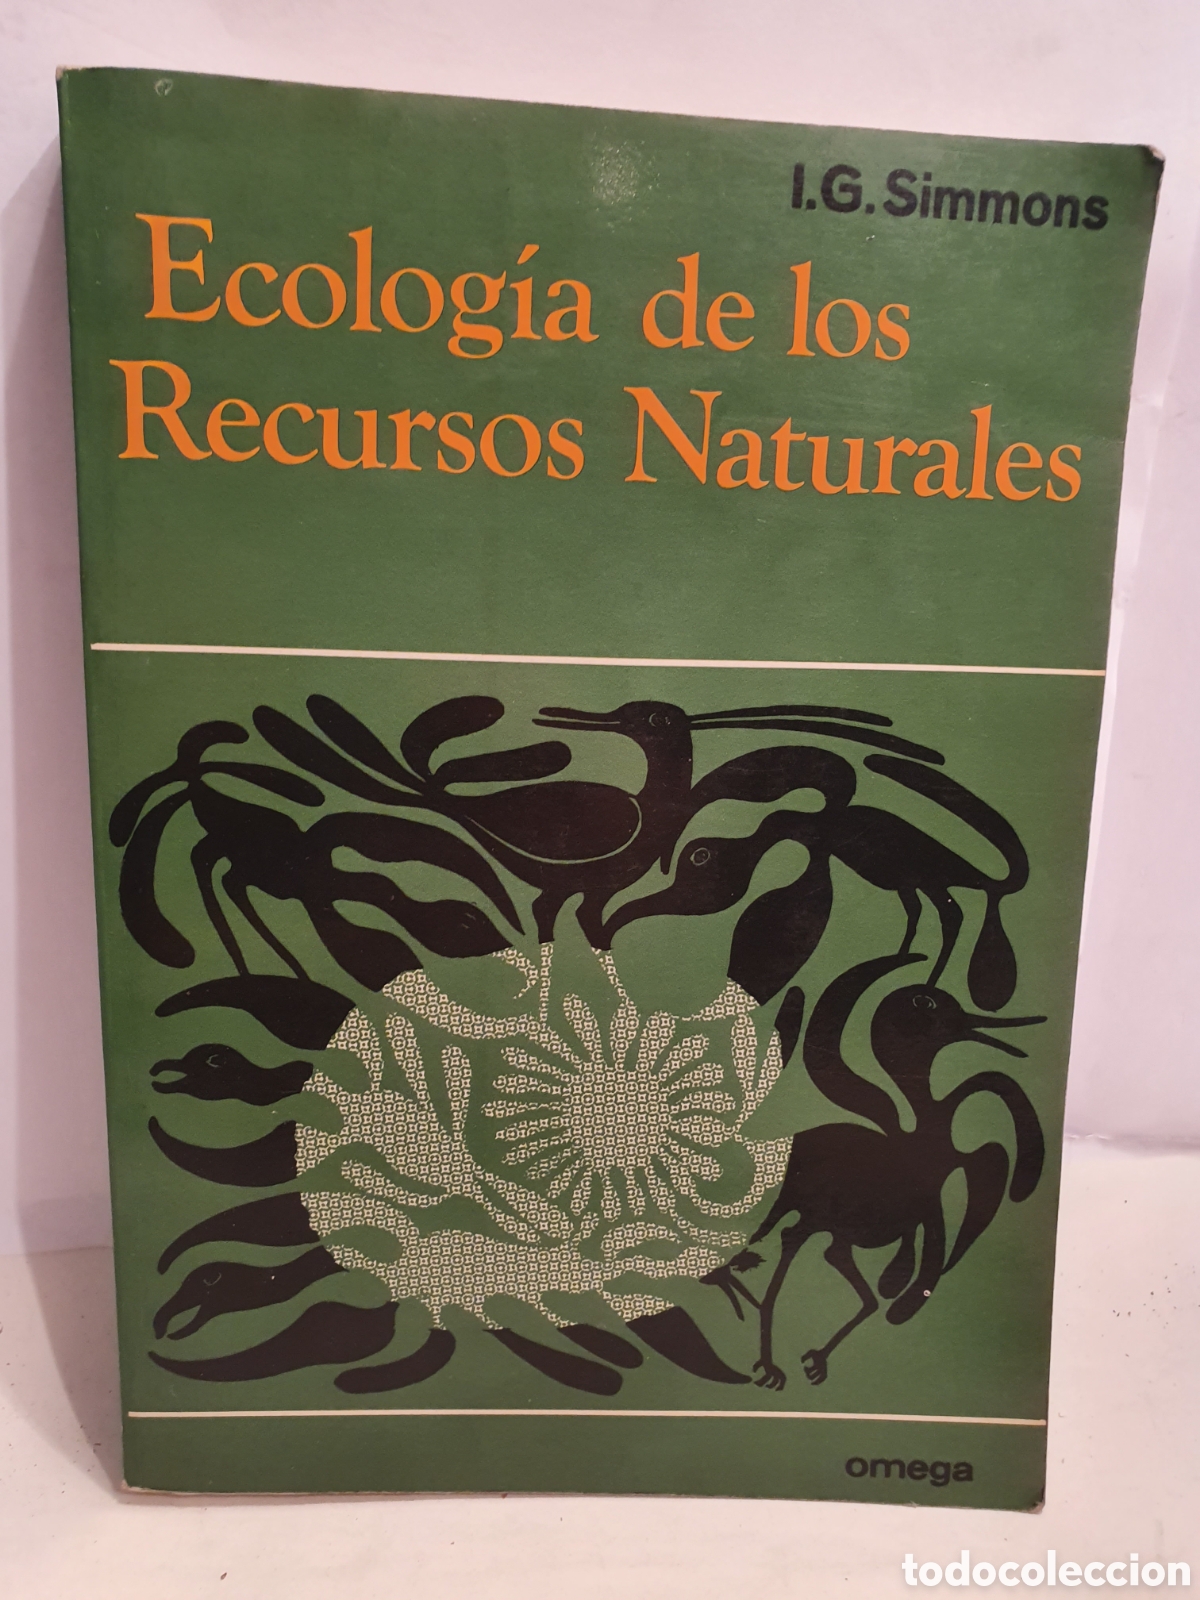 I.G. Simmons
Ecología de los
Recursos Naturales
omega
todocoleccion